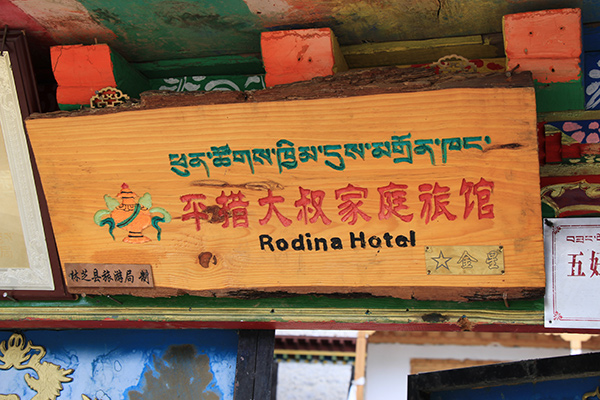 ཕུན་ཚོགས་ཁྱིམ་དུས་མགྲོན་ཁང་
平措大叔家庭旅馆
Rodina Hotel
金星
林芝县旅游局 制
五好